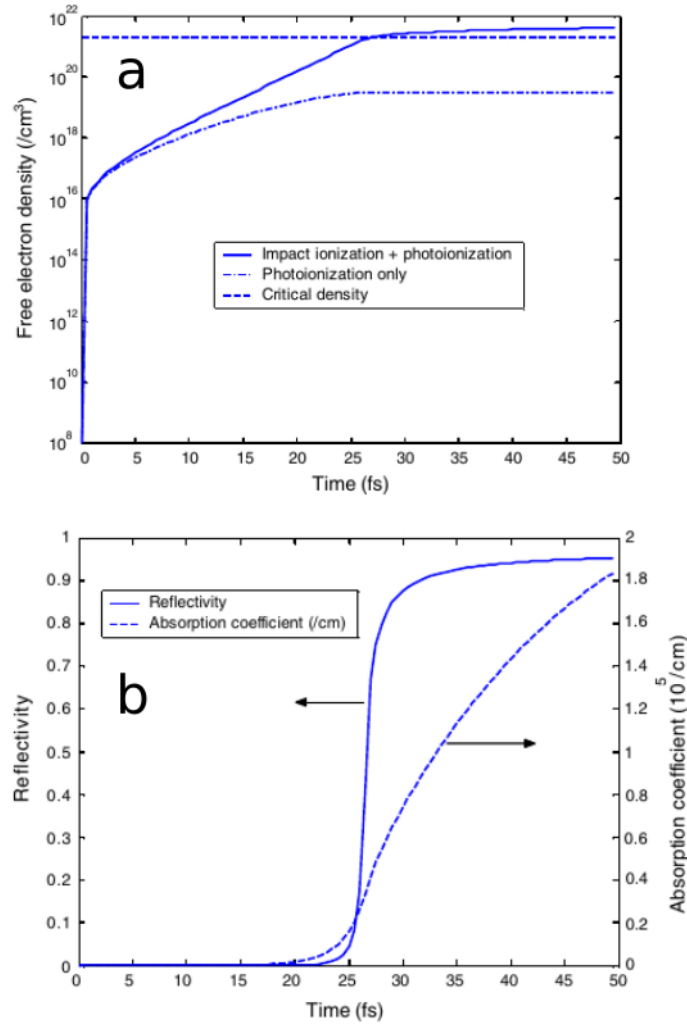 10^22
10^20
10^18
10^16
10^14
10^12
10^10
10^8
a
Free electron density (/cm^3)
Impact ionization + photoionization
Photoionization only
Critical density
0 5 10 15 20 25 30 35 40 45 50
Time (fs)
1
0.9
0.8
0.7
0.6
0.5
0.4
0.3
0.2
0.1
0
Reflectivity
Reflectivity
Absorption coefficient (/cm)
b
2
1.8
1.6
1.4
1.2
1
0.8
0.6
0.4
0.2
0
Absorption coefficient (10^5/cm)
0 5 10 15 20 25 30 35 40 45 50
Time (fs)